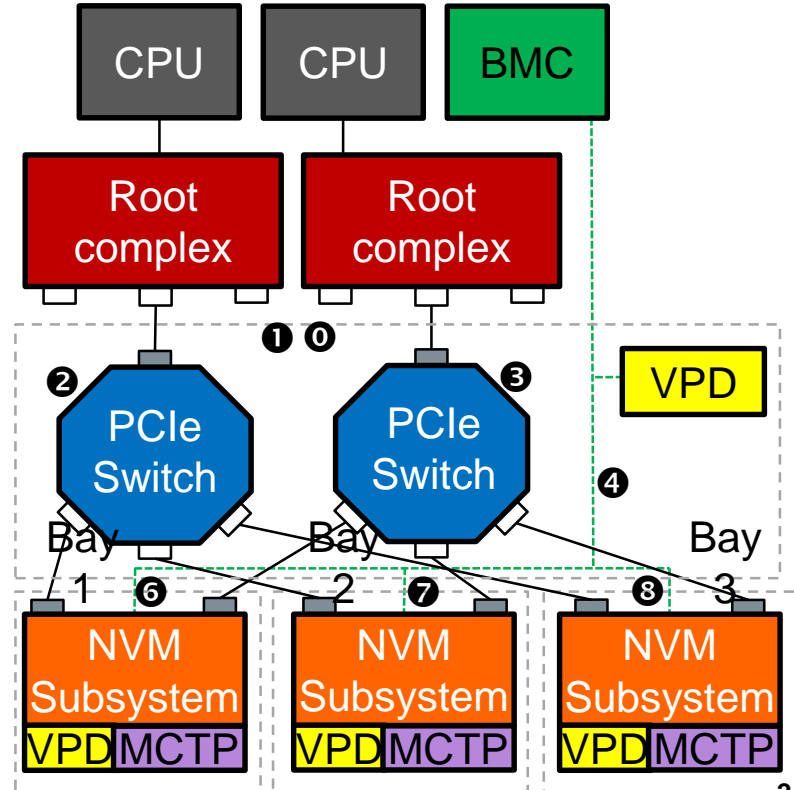 CPU
CPU
BMC
Root
complex
Root
complex
❶ ⓿
❷
❸
VPD
PCIe
Switch
PCIe
Switch
❹
Bay
1
Bay
2
Bay
3
❻
❼
❽
NVM
Subsystem
VPD MCTP
NVM
Subsystem
VPD MCTP
NVM
Subsystem
VPD MCTP